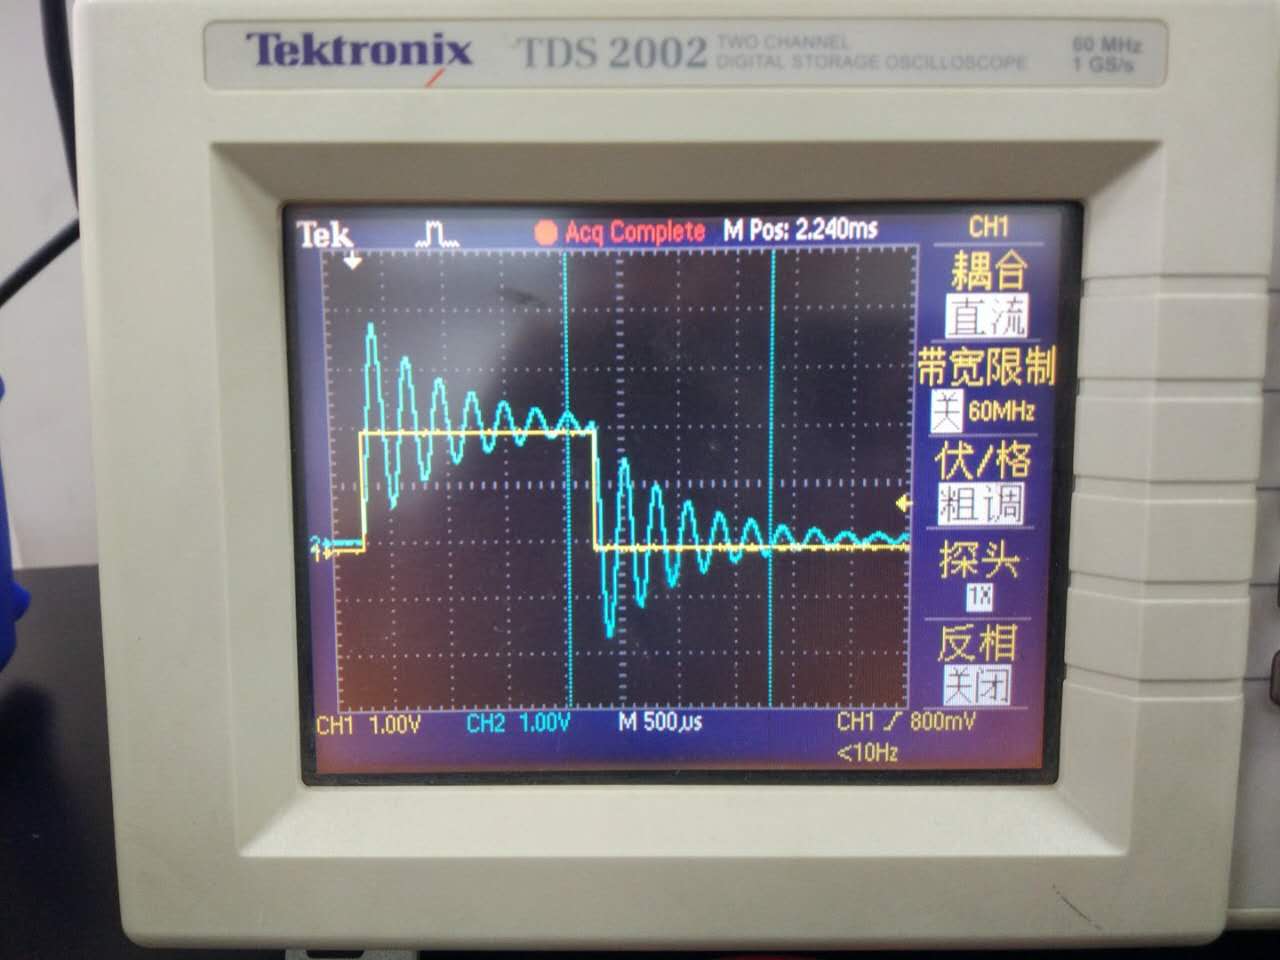 Tektronix TDS 2002 TWO CHANNEL DIGITAL STORAGE OSCILLOSCOPE 60 MHz 1 GS/s
Tek Acq Complete M Pos: 2.240ms CH1
耦合
直流
带宽限制
关 60MHz
伏/格
粗调
探头
1X
反相
关闭
CH1 1.00V CH2 1.00V M 500µs CH1 800mV
<10Hz